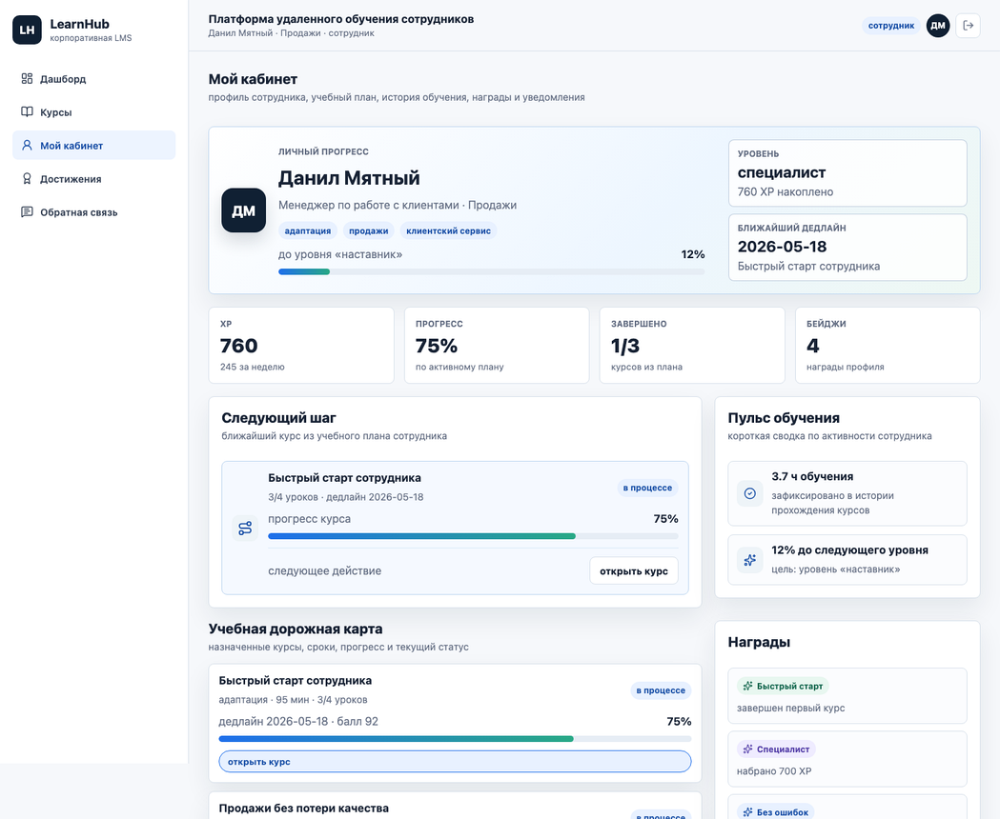 LH
LearnHub
корпоративная LMS
Дашборд
Курсы
Мой кабинет
Достижения
Обратная связь
Платформа удаленного обучения сотрудников
Данил Мятный · Продажи · сотрудник
сотрудник
ДМ
Мой кабинет
профиль сотрудника, учебный план, история обучения, награды и уведомления
ДМ
ЛИЧНЫЙ ПРОГРЕСС
Данил Мятный
Менеджер по работе с клиентами · Продажи
адаптация
продажи
клиентский сервис
до уровня «наставник»
12%
УРОВЕНЬ
специалист
760 XP накоплено
БЛИЖАЙШИЙ ДЕДЛАЙН
2026-05-18
Быстрый старт сотрудника
XP
760
245 за неделю
ПРОГРЕСС
75%
по активному плану
ЗАВЕРШЕНО
1/3
курсов из плана
БЕЙДЖИ
4
награды профиля
Следующий шаг
ближайший курс из учебного плана сотрудника
Быстрый старт сотрудника
3/4 уроков · дедлайн 2026-05-18
в процессе
прогресс курса
75%
следующее действие
открыть курс
Пульс обучения
короткая сводка по активности сотрудника
3.7 ч обучения
зафиксировано в истории
прохождения курсов
12% до следующего уровня
цель: уровень «наставник»
Учебная дорожная карта
назначенные курсы, сроки, прогресс и текущий статус
Быстрый старт сотрудника
адаптация · 95 мин · 3/4 уроков
в процессе
дедлайн 2026-05-18 · балл 92
75%
открыть курс
Продажи без потери качества
в процессе
Награды
Быстрый старт
завершен первый курс
Специалист
набрано 700 XP
Без ошибок